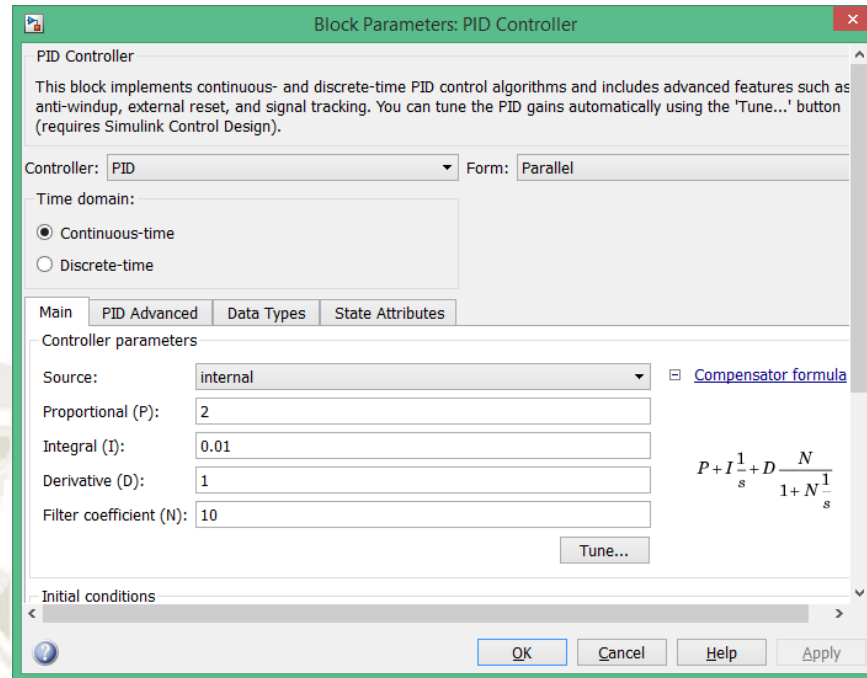 Block Parameters: PID Controller
x
PID Controller
This block implements continuous- and discrete-time PID control algorithms and includes advanced features such as
anti-windup, external reset, and signal tracking. You can tune the PID gains automatically using the 'Tune...' button
(requires Simulink Control Design).
Controller: PID Form: Parallel
Time domain:
Continuous-time
Discrete-time
Main PID Advanced Data Types State Attributes
Controller parameters
Source: internal Compensator formula
Proportional (P): 2
Integral (I): 0.01
Derivative (D): 1
Filter coefficient (N): 10
P+I 1/s + D N/(1+N 1/s)
Tune...
Initial conditions
? OK Cancel Help Apply